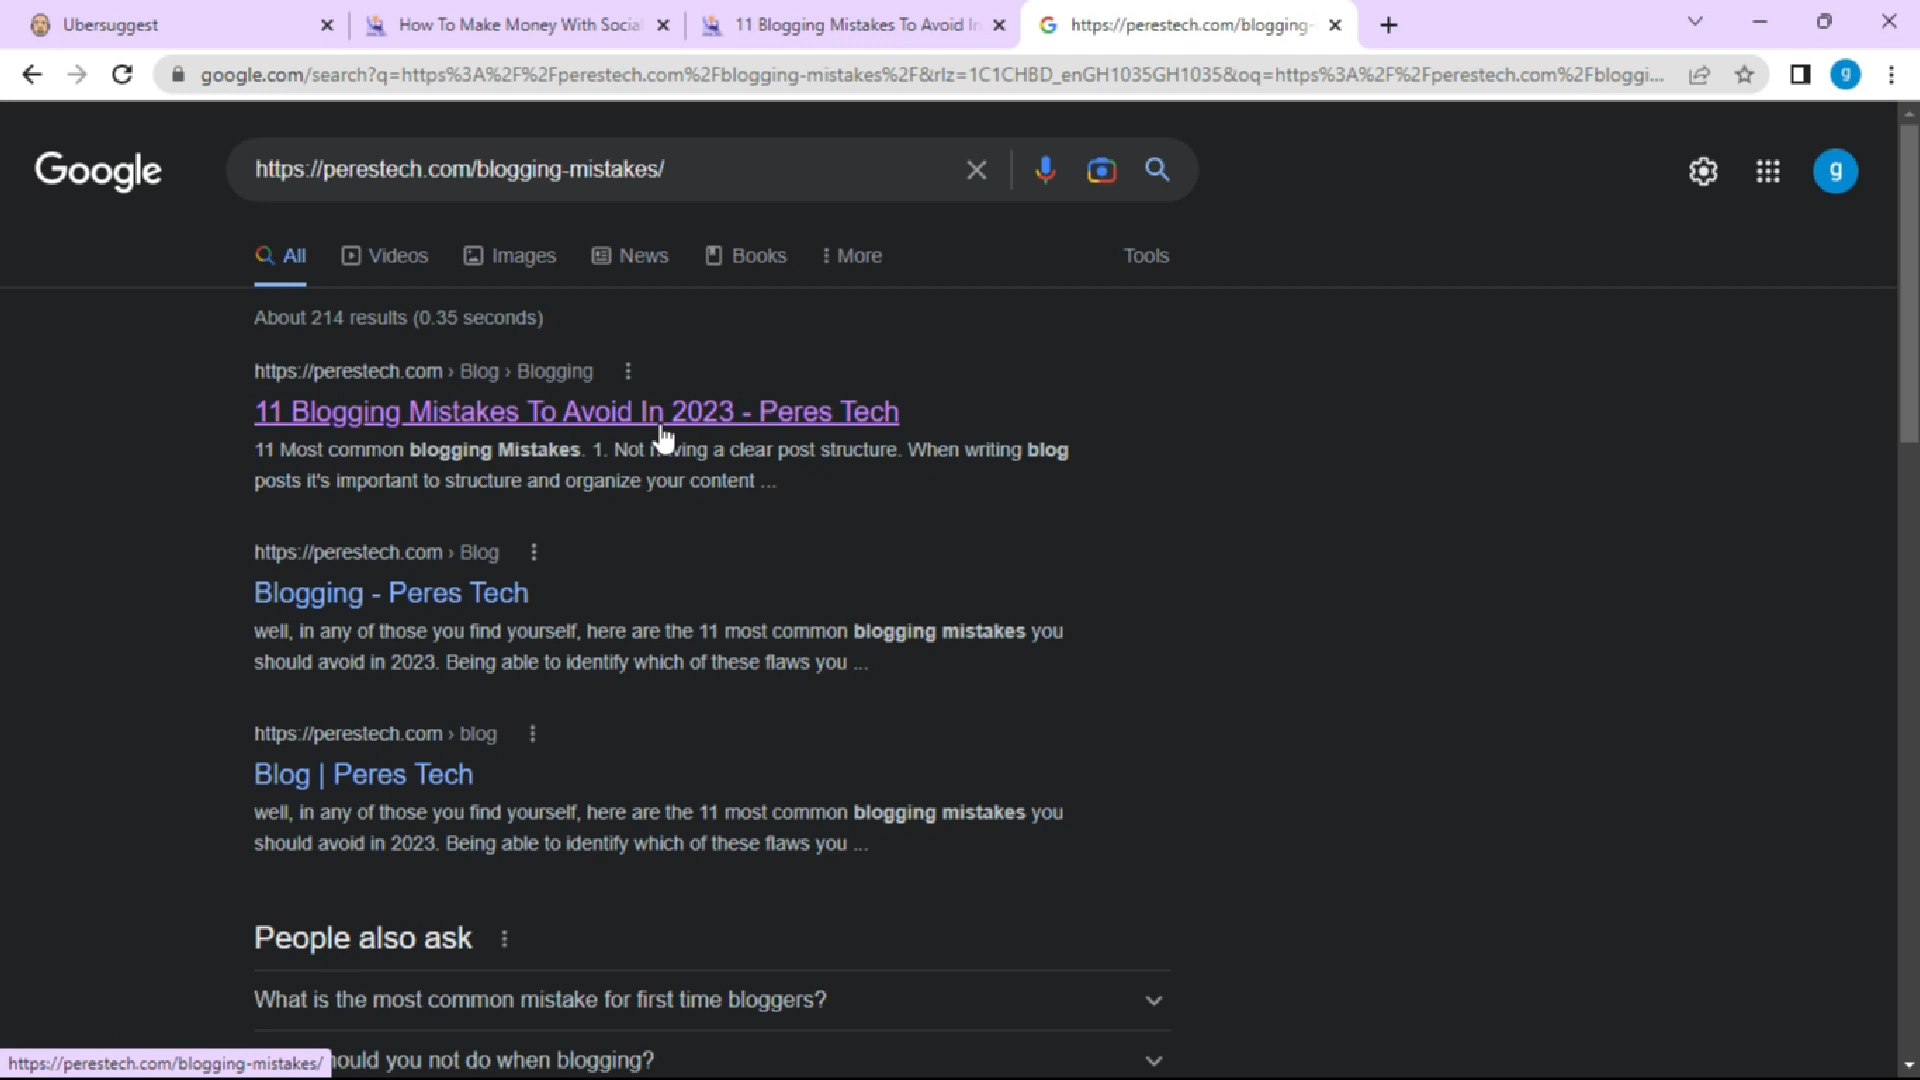 Ubersuggest
How To Make Money With Social
11 Blogging Mistakes To Avoid In
https://perestech.com/blogging-
google.com/search?q=https%3A%2F%2Fperestech.com%2Fblogging-mistakes%2F&rlz=1C1CHBD_enGH1035GH1035&oq=https%3A%2F%2Fperestech.com%2Fbloggi...
g
Google
https://perestech.com/blogging-mistakes/
g
All
Videos
Images
News
Books
More
Tools
About 214 results (0.35 seconds)
https://perestech.com › Blog › Blogging
11 Blogging Mistakes To Avoid In 2023 - Peres Tech
11 Most common blogging Mistakes. 1. Not having a clear post structure. When writing blog
posts it's important to structure and organize your content ...
https://perestech.com › Blog
Blogging - Peres Tech
well, in any of those you find yourself, here are the 11 most common blogging mistakes you
should avoid in 2023. Being able to identify which of these flaws you ...
https://perestech.com › blog
Blog | Peres Tech
well, in any of those you find yourself, here are the 11 most common blogging mistakes you
should avoid in 2023. Being able to identify which of these flaws you ...
People also ask
What is the most common mistake for first time bloggers?
ould you not do when blogging?
https://perestech.com/blogging-mistakes/